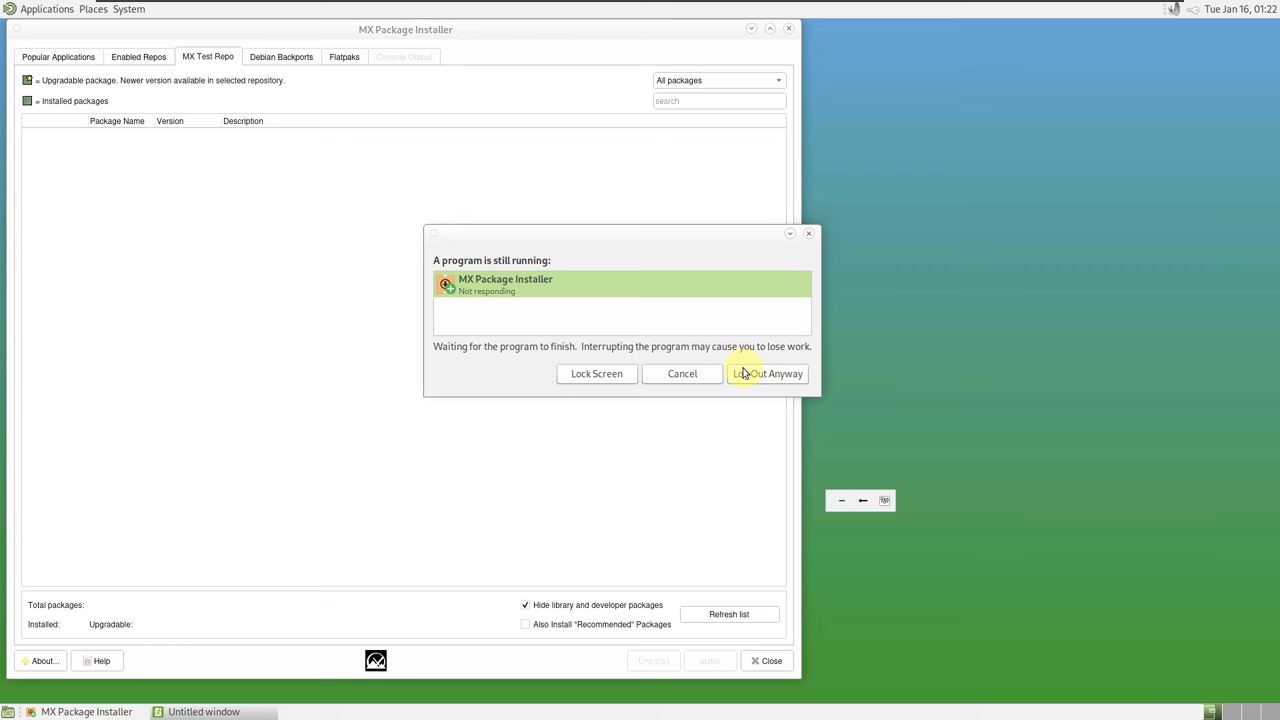 Applications Places System Tue Jan 16, 01:22
MX Package Installer
Popular Applications Enabled Repos MX Test Repo Debian Backports Flatpaks Console Output
= Upgradable package. Newer version available in selected repository. All packages
= Installed packages search
Package Name Version Description
A program is still running:
MX Package Installer
Not responding
Waiting for the program to finish. Interrupting the program may cause you to lose work.
Lock Screen Cancel Log Out Anyway
Total packages: Hide library and developer packages Refresh list
Installed: Upgradable: Also Install "Recommended" Packages
About... Help Uninstall Install Close
MX Package Installer Untitled window